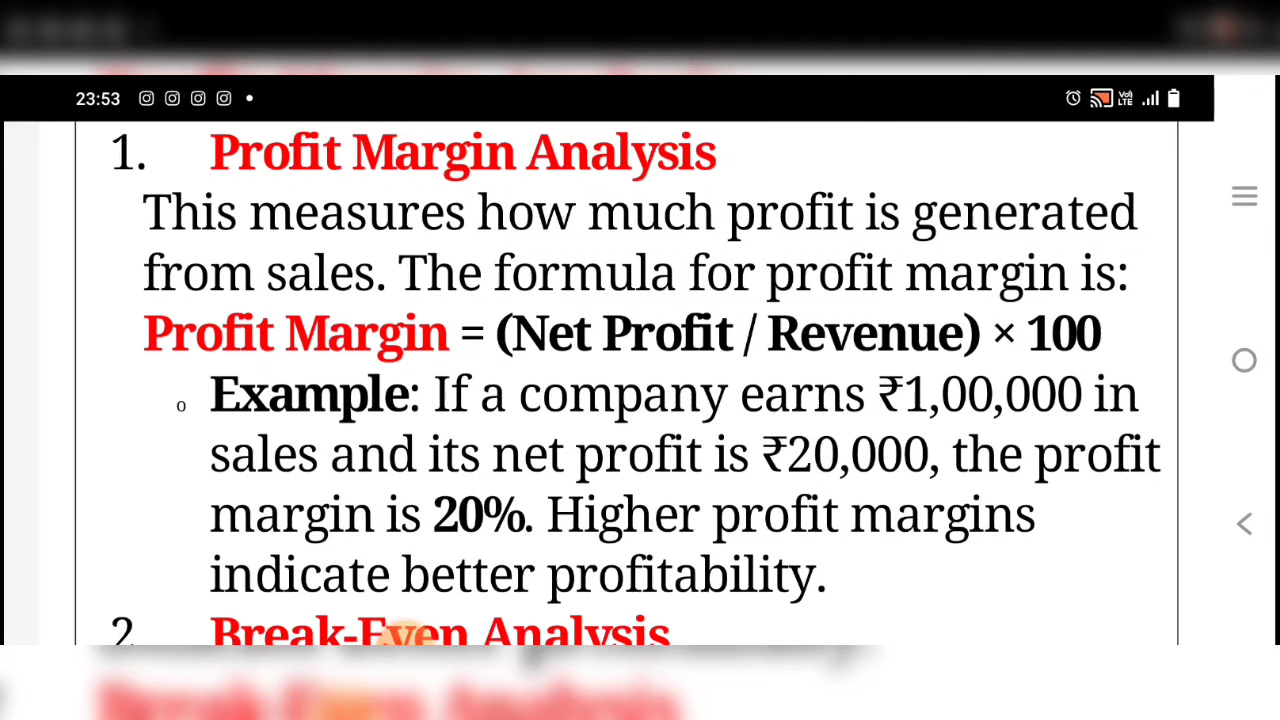 23:53
Vo) LTE
1. Profit Margin Analysis
This measures how much profit is generated
from sales. The formula for profit margin is:
Profit Margin = (Net Profit / Revenue) × 100
o Example: If a company earns ₹1,00,000 in
sales and its net profit is ₹20,000, the profit
margin is 20%. Higher profit margins
indicate better profitability.
2. Break-Even Analysis